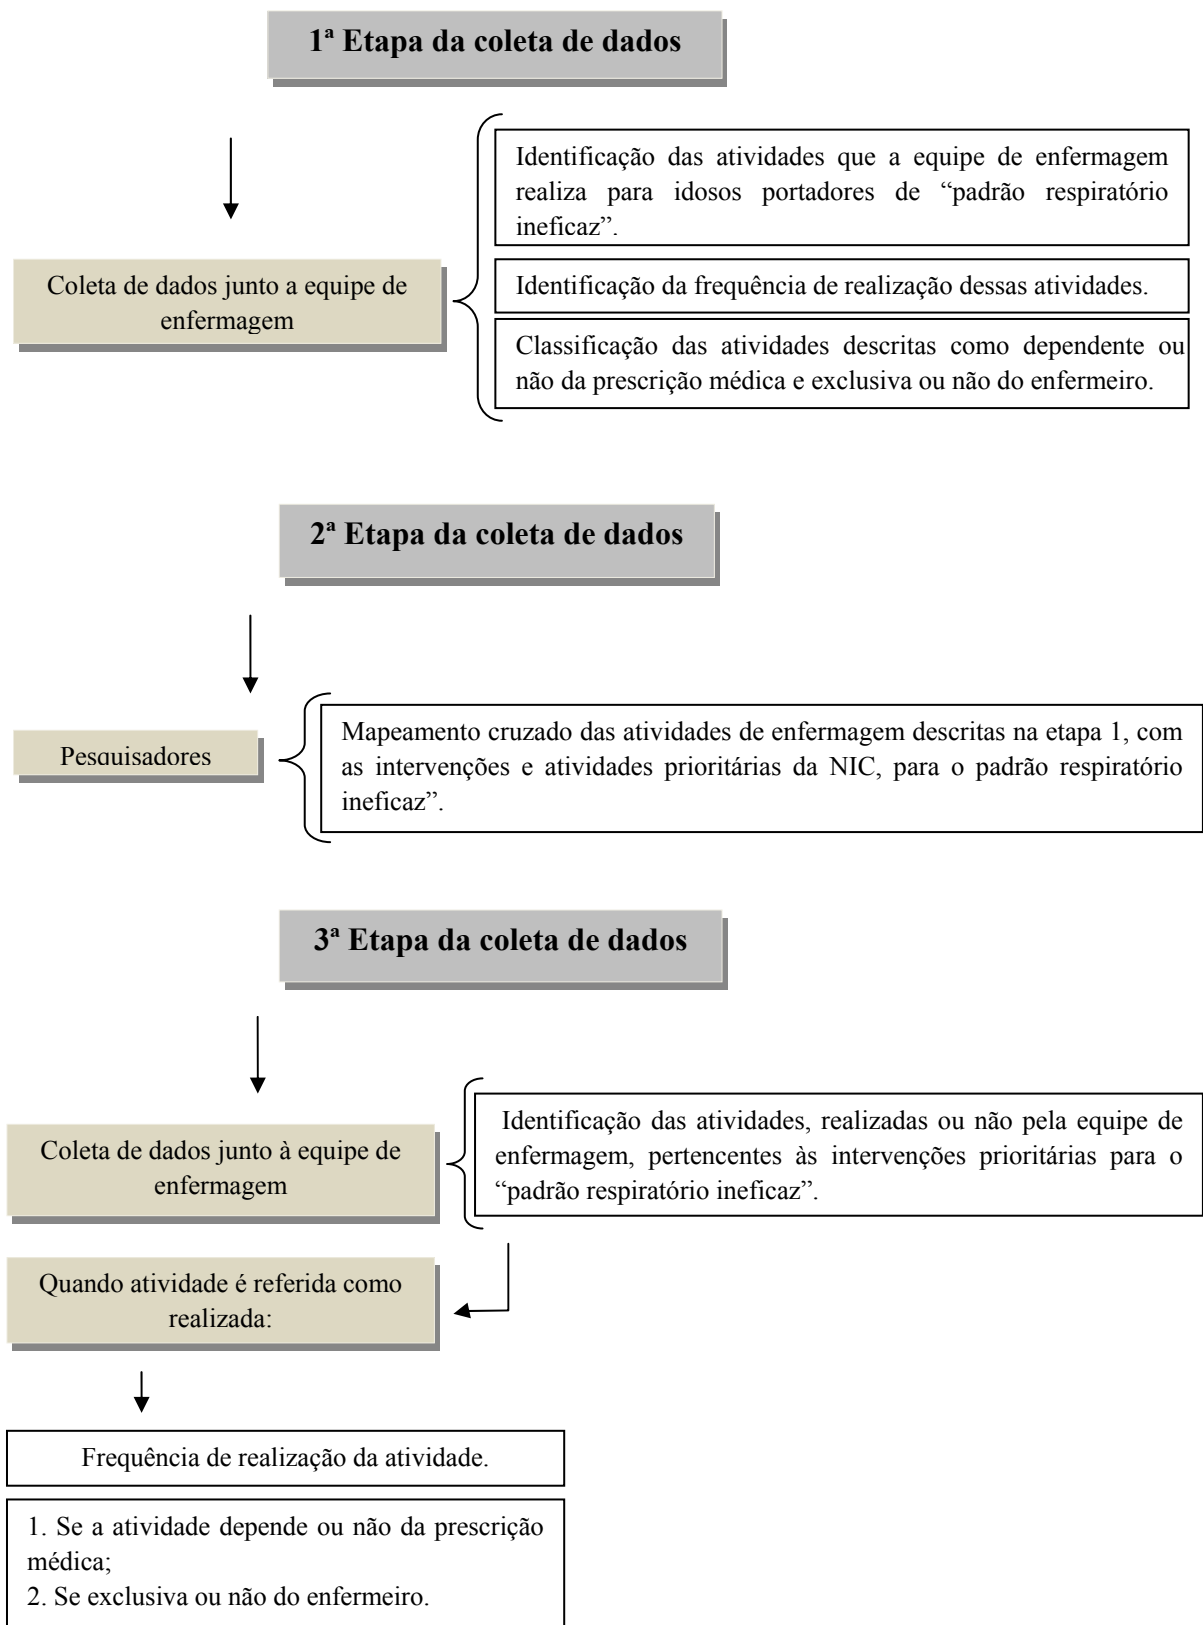 1ª Etapa da coleta de dados
Identificação das atividades que a equipe de enfermagem
realiza para idosos portadores de “padrão respiratório
ineficaz”.
Coleta de dados junto a equipe de
enfermagem
Identificação da frequência de realização dessas atividades.
Classificação das atividades descritas como dependente ou
não da prescrição médica e exclusiva ou não do enfermeiro.
2ª Etapa da coleta de dados
Pesquisadores
Mapeamento cruzado das atividades de enfermagem descritas na etapa 1, com
as intervenções e atividades prioritárias da NIC, para o padrão respiratório
ineficaz”.
3ª Etapa da coleta de dados
Coleta de dados junto à equipe de
enfermagem
Identificação das atividades, realizadas ou não pela equipe de
enfermagem, pertencentes às intervenções prioritárias para o
“padrão respiratório ineficaz”.
Quando atividade é referida como
realizada:
Frequência de realização da atividade.
1. Se a atividade depende ou não da prescrição
médica;
2. Se exclusiva ou não do enfermeiro.